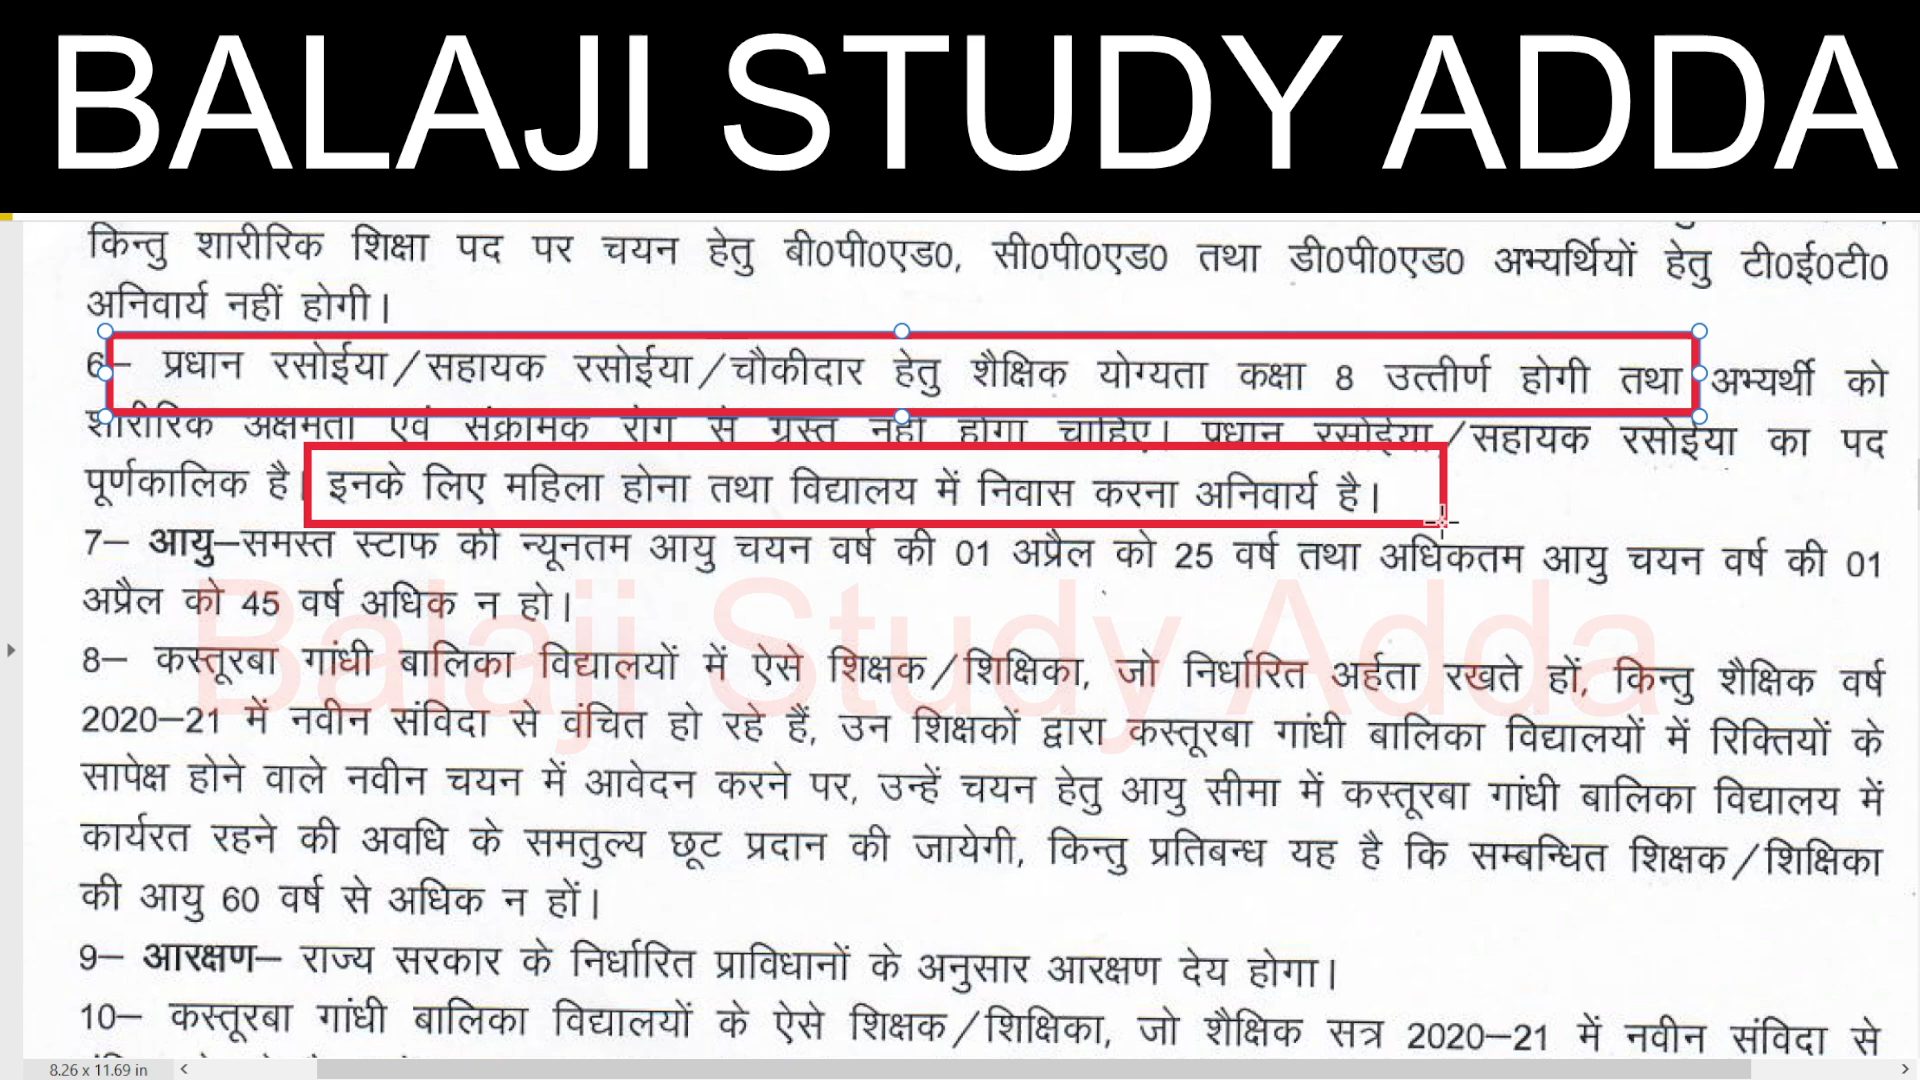 BALAJI STUDY ADDA
किन्तु शारीरिक शिक्षा पद पर चयन हेतु बी0पी0एड0, सी0पी0एड0 तथा डी0पी0एड0 अभ्यर्थियों हेतु टी0ई0टी0
अनिवार्य नहीं होगी।
6– प्रधान रसोईया/सहायक रसोईया/चौकीदार हेतु शैक्षिक योग्यता कक्षा 8 उत्तीर्ण होगी तथा अभ्यर्थी को
शारीरिक अक्षमता एवं संक्रामक रोग से ग्रस्त नहीं होगा चाहिए। प्रधान रसोईया/सहायक रसोईया का पद
पूर्णकालिक है। इनके लिए महिला होना तथा विद्यालय में निवास करना अनिवार्य है।
7– आयु–समस्त स्टाफ की न्यूनतम आयु चयन वर्ष की 01 अप्रैल को 25 वर्ष तथा अधिकतम आयु चयन वर्ष की 01
अप्रैल को 45 वर्ष अधिक न हो।
8– कस्तूरबा गांधी बालिका विद्यालयों में ऐसे शिक्षक/शिक्षिका, जो निर्धारित अर्हता रखते हों, किन्तु शैक्षिक वर्ष
2020–21 में नवीन संविदा से वंचित हो रहे हैं, उन शिक्षकों द्वारा कस्तूरबा गांधी बालिका विद्यालयों में रिक्तियों के
सापेक्ष होने वाले नवीन चयन में आवेदन करने पर, उन्हें चयन हेतु आयु सीमा में कस्तूरबा गांधी बालिका विद्यालय में
कार्यरत रहने की अवधि के समतुल्य छूट प्रदान की जायेगी, किन्तु प्रतिबन्ध यह है कि सम्बन्धित शिक्षक/शिक्षिका
की आयु 60 वर्ष से अधिक न हों।
9– आरक्षण– राज्य सरकार के निर्धारित प्राविधानों के अनुसार आरक्षण देय होगा।
10– कस्तूरबा गांधी बालिका विद्यालयों के ऐसे शिक्षक/शिक्षिका, जो शैक्षिक सत्र 2020–21 में नवीन संविदा से
Balaji Study Adda
8.26 x 11.69 in